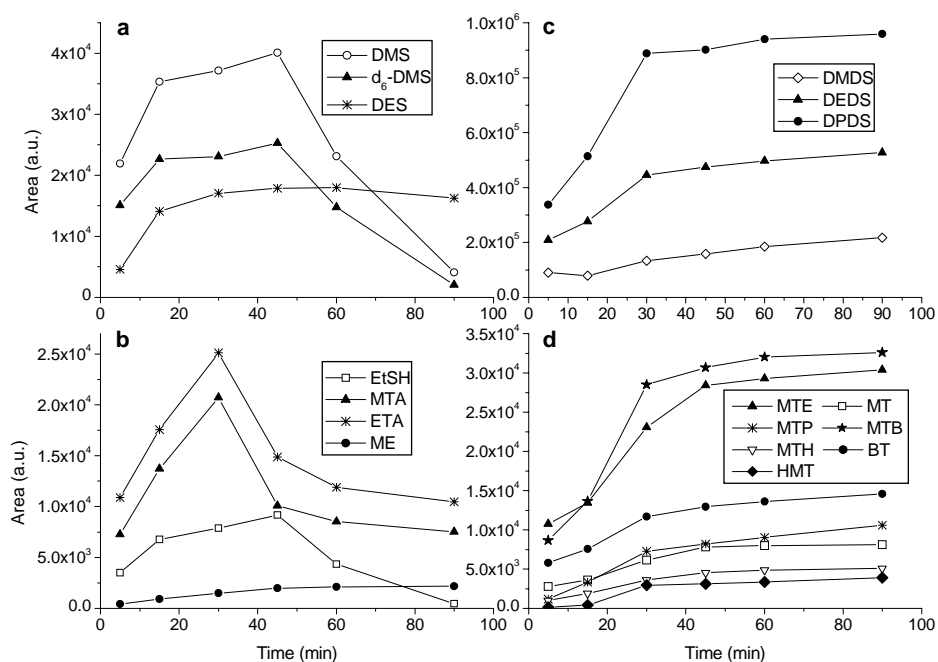 a
DMS
d6-DMS
DES
4x10^4
3x10^4
2x10^4
1x10^4
0
Area (a.u.)
0 20 40 60 80 100
c
DMDS
DEDS
DPDS
1.0x10^6
8.0x10^5
6.0x10^5
4.0x10^5
2.0x10^5
0.0
0 10 20 30 40 50 60 70 80 90 100
b
EtSH
MTA
ETA
ME
2.5x10^4
2.0x10^4
1.5x10^4
1.0x10^4
5.0x10^3
0.0
Area (a.u.)
0 20 40 60 80 100
Time (min)
d
MTE MT
MTP MTB
MTH BT
HMT
3.5x10^4
3.0x10^4
2.5x10^4
2.0x10^4
1.5x10^4
1.0x10^4
5.0x10^3
0.0
0 20 40 60 80 100
Time (min)